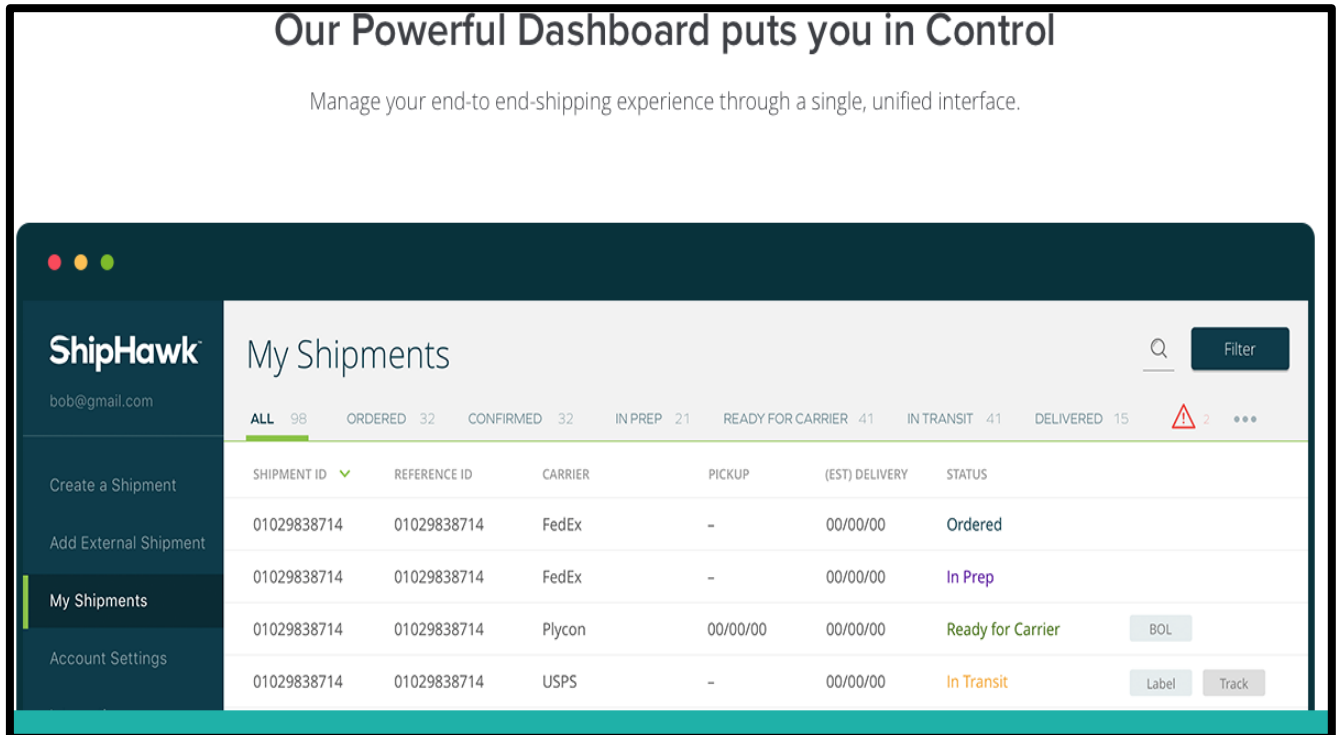 Our Powerful Dashboard puts you in Control
Manage your end-to end-shipping experience through a single, unified interface.
ShipHawk™
bob@gmail.com
Create a Shipment
Add External Shipment
My Shipments
Account Settings
My Shipments
Filter
ALL 98 ORDERED 32 CONFIRMED 32 IN PREP 21 READY FOR CARRIER 41 IN TRANSIT 41 DELIVERED 15 2
SHIPMENT ID REFERENCE ID CARRIER PICKUP (EST) DELIVERY STATUS
01029838714 01029838714 FedEx – 00/00/00 Ordered
01029838714 01029838714 FedEx – 00/00/00 In Prep
01029838714 01029838714 Plycon 00/00/00 00/00/00 Ready for Carrier BOL
01029838714 01029838714 USPS – 00/00/00 In Transit Label Track